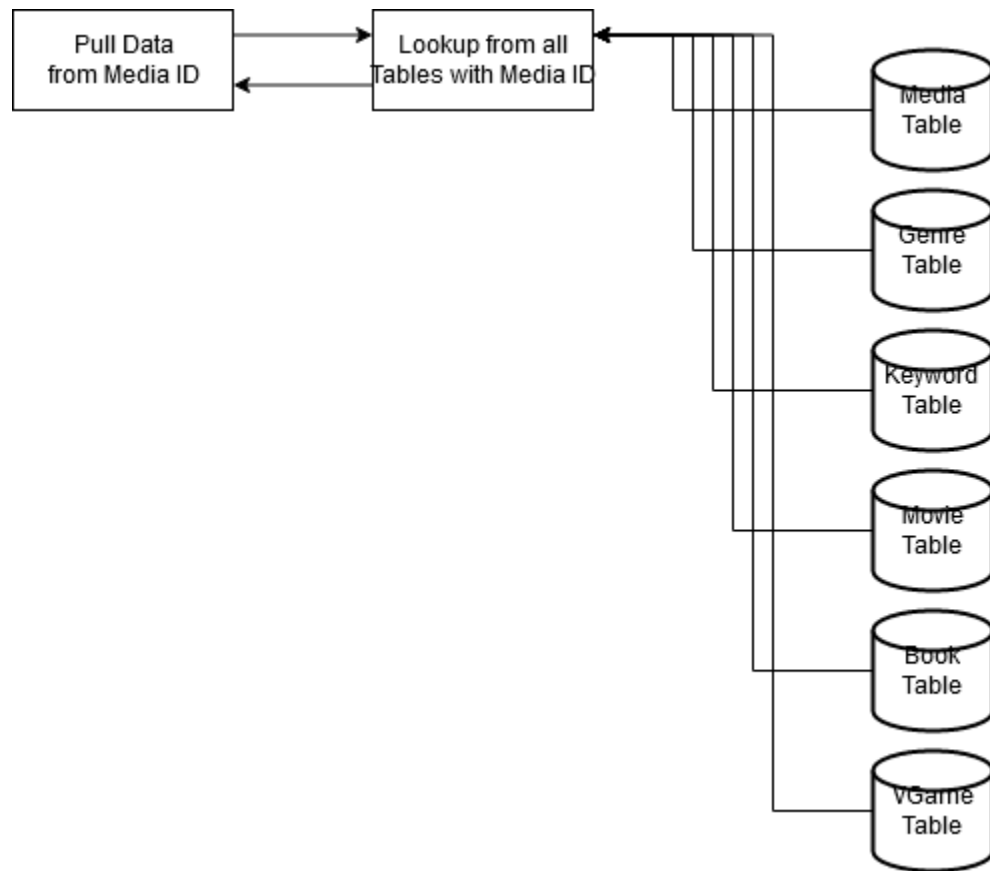 Pull Data
from Media ID
Lookup from all
Tables with Media ID
Media
Table
Genre
Table
Keyword
Table
Movie
Table
Book
Table
VGame
Table